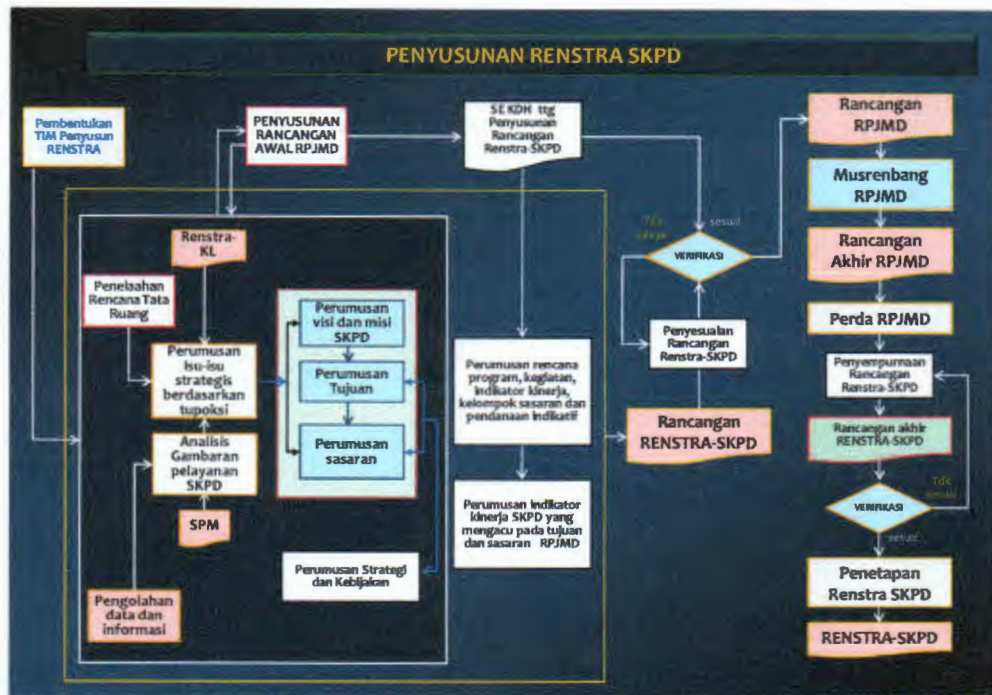 PENYUSUNAN RENSTRA SKPD
Pembentukan
TIM Penyusun
RENSTRA
PENYUSUNAN
RANCANGAN
AWAL RPJMD
SE KDH ttg
Penyusunan
Rancangan
Renstra-SKPD
Rancangan
RPJMD
Musrenbang
RPJMD
Rancangan
Akhir RPJMD
Perda RPJMD
Penyempurnaan
Rancangan
Renstra-SKPD
Rancangan akhir
RENSTRA-SKPD
Tdk
sesuai
VERIFIKASI
sesuai
Penetapan
Renstra SKPD
RENSTRA-SKPD
Tdk
sesuai
sesuai
VERIFIKASI
Penyesuaian
Rancangan
Renstra-SKPD
Rancangan
RENSTRA-SKPD
Renstra-
KL
Penelaahan
Rencana Tata
Ruang
Perumusan
isu-isu
strategis
berdasarkan
tupoksi
Analisis
Gambaran
pelayanan
SKPD
SPM
Pengolahan
data dan
informasi
Perumusan
visi dan misi
SKPD
Perumusan
Tujuan
Perumusan
sasaran
Perumusan Strategi
dan Kebijakan
Perumusan rencana
program, kegiatan,
indikator kinerja,
kelompok sasaran dan
pendanaan indikatif
Perumusan indikator
kinerja SKPD yang
mengacu pada tujuan
dan sasaran RPJMD